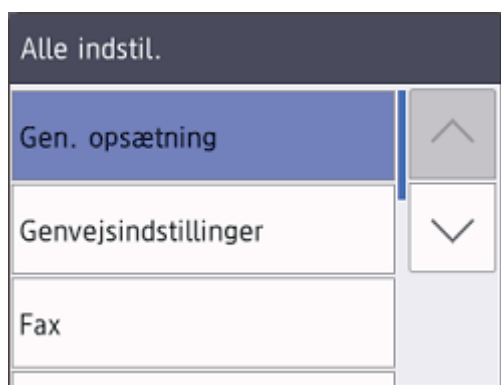 Alle indstil.
Gen. opsætning
Genvejsindstillinger
Fax